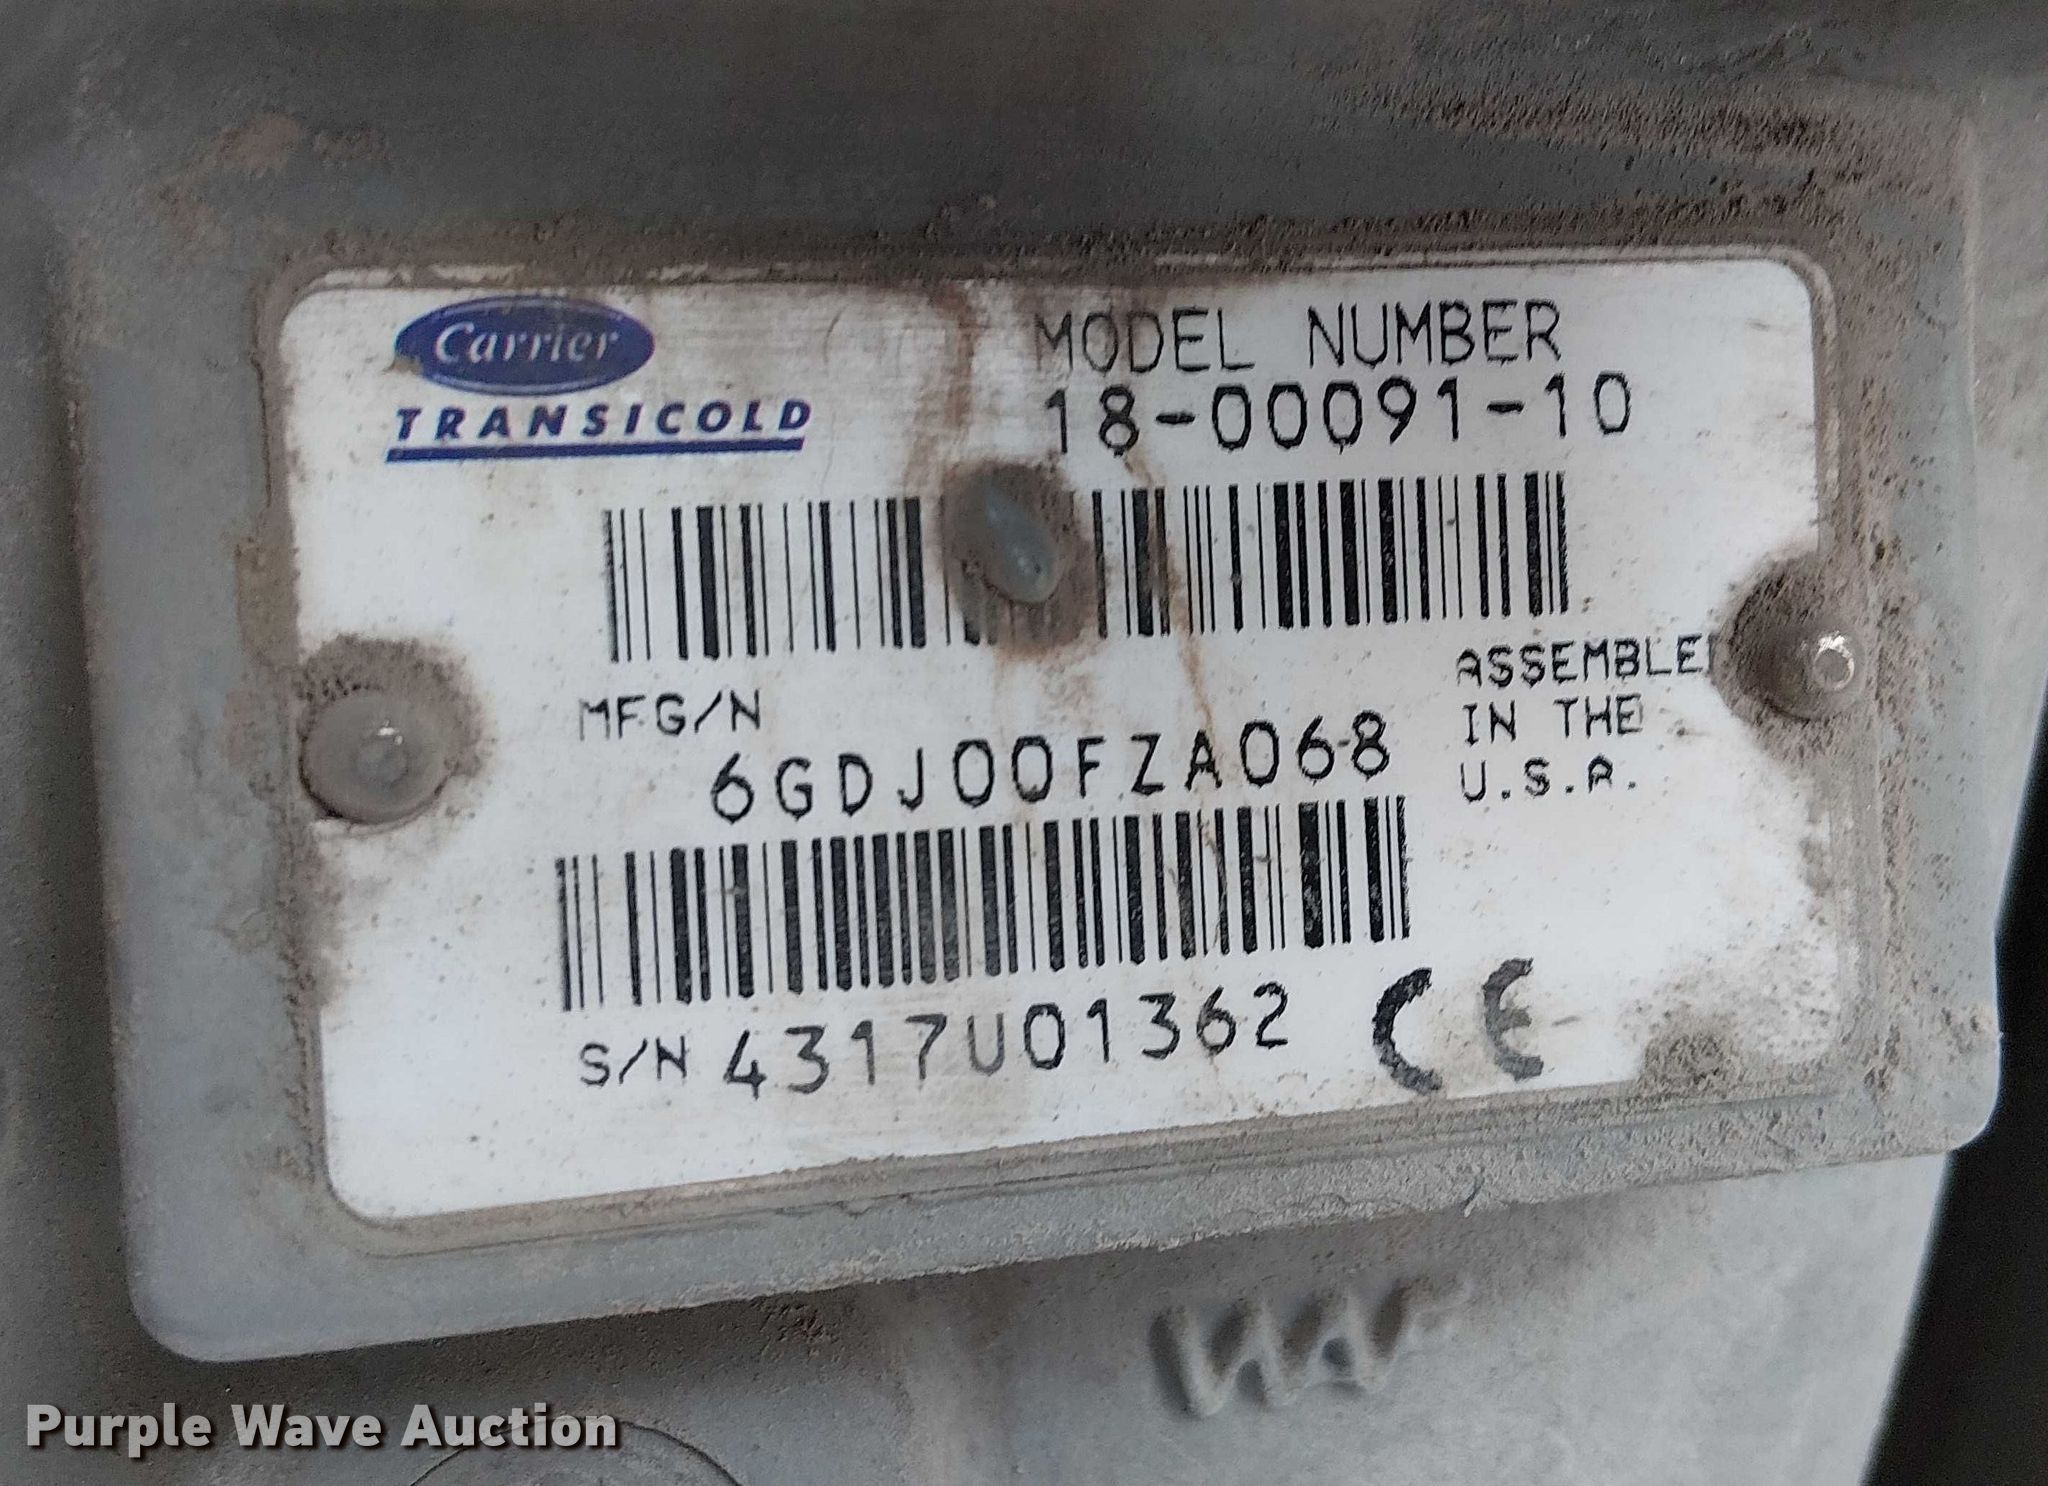 Carrier
TRANSICOLD
MODEL NUMBER
18-00091-10
MFG/N
6GDJ00FZA068
ASSEMBLE
IN THE
U.S.A.
S/N 4317U01362
CE
Purple Wave Auction